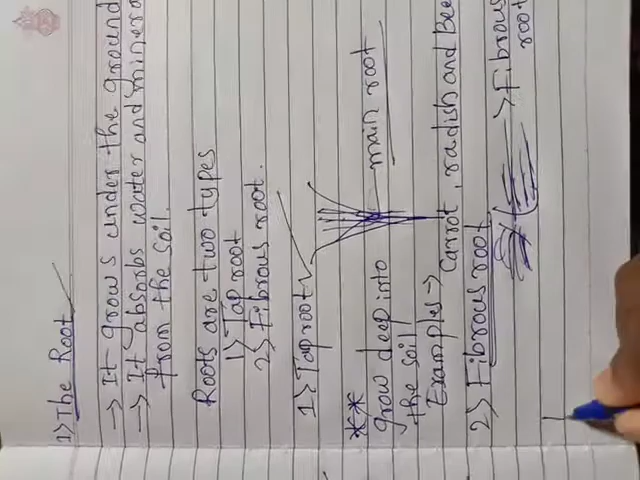 1> The Root
→ It grows under the ground
→ It absorbs water and
from the soil.
Roots are two types
1> Tap root
2> Fibrous root.
1> Tap root
main root
** grow deep into
the soil
Examples → Carrot, radish and
2> Fibrous root
→ Fibrous
root